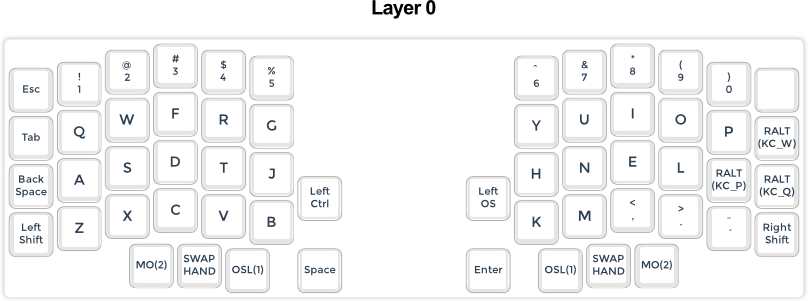 Layer 0
Esc
!
1
@
2
#
3
$
4
%
5
^
6
&
7
*
8
(
9
)
0
Tab
Q
W
F
R
G
Y
U
I
O
P
RALT
(KC_W)
Back
Space
A
S
D
T
J
Left
Ctrl
Left
OS
H
N
E
L
RALT
(KC_P)
RALT
(KC_Q)
Left
Shift
Z
X
C
V
B
K
M
<
,
>
.
Right
Shift
MO(2)
SWAP
HAND
OSL(1)
Space
Enter
OSL(1)
SWAP
HAND
MO(2)